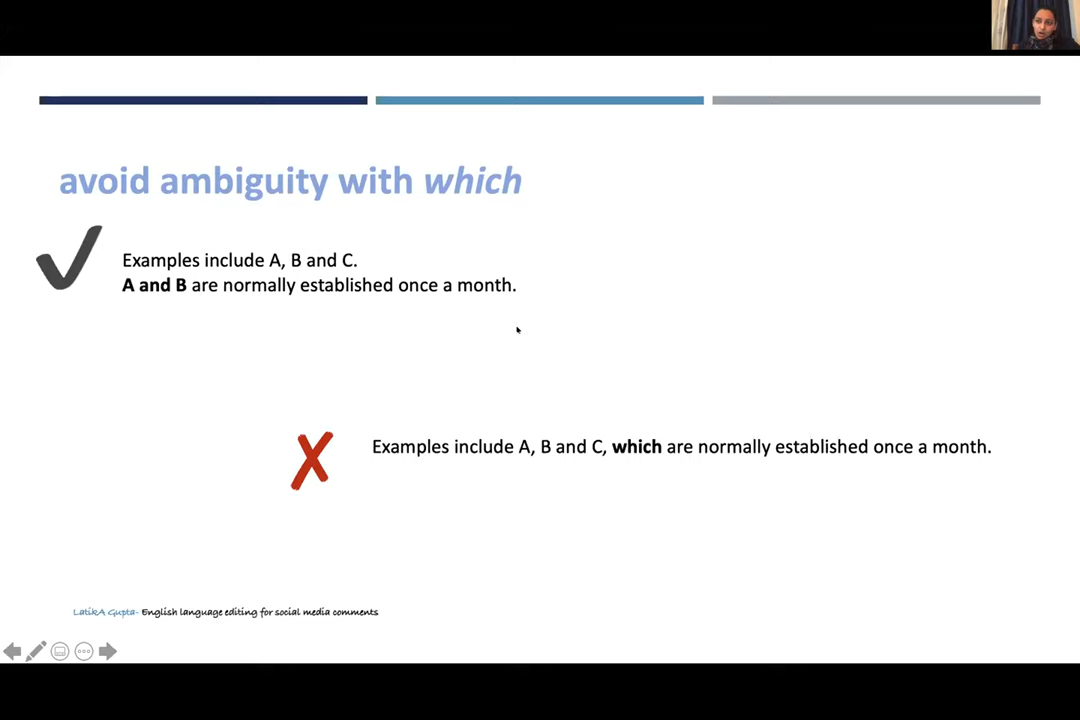 avoid ambiguity with which
Examples include A, B and C.
A and B are normally established once a month.
Examples include A, B and C, which are normally established once a month.
LatikA Gupta- English language editing for social media comments